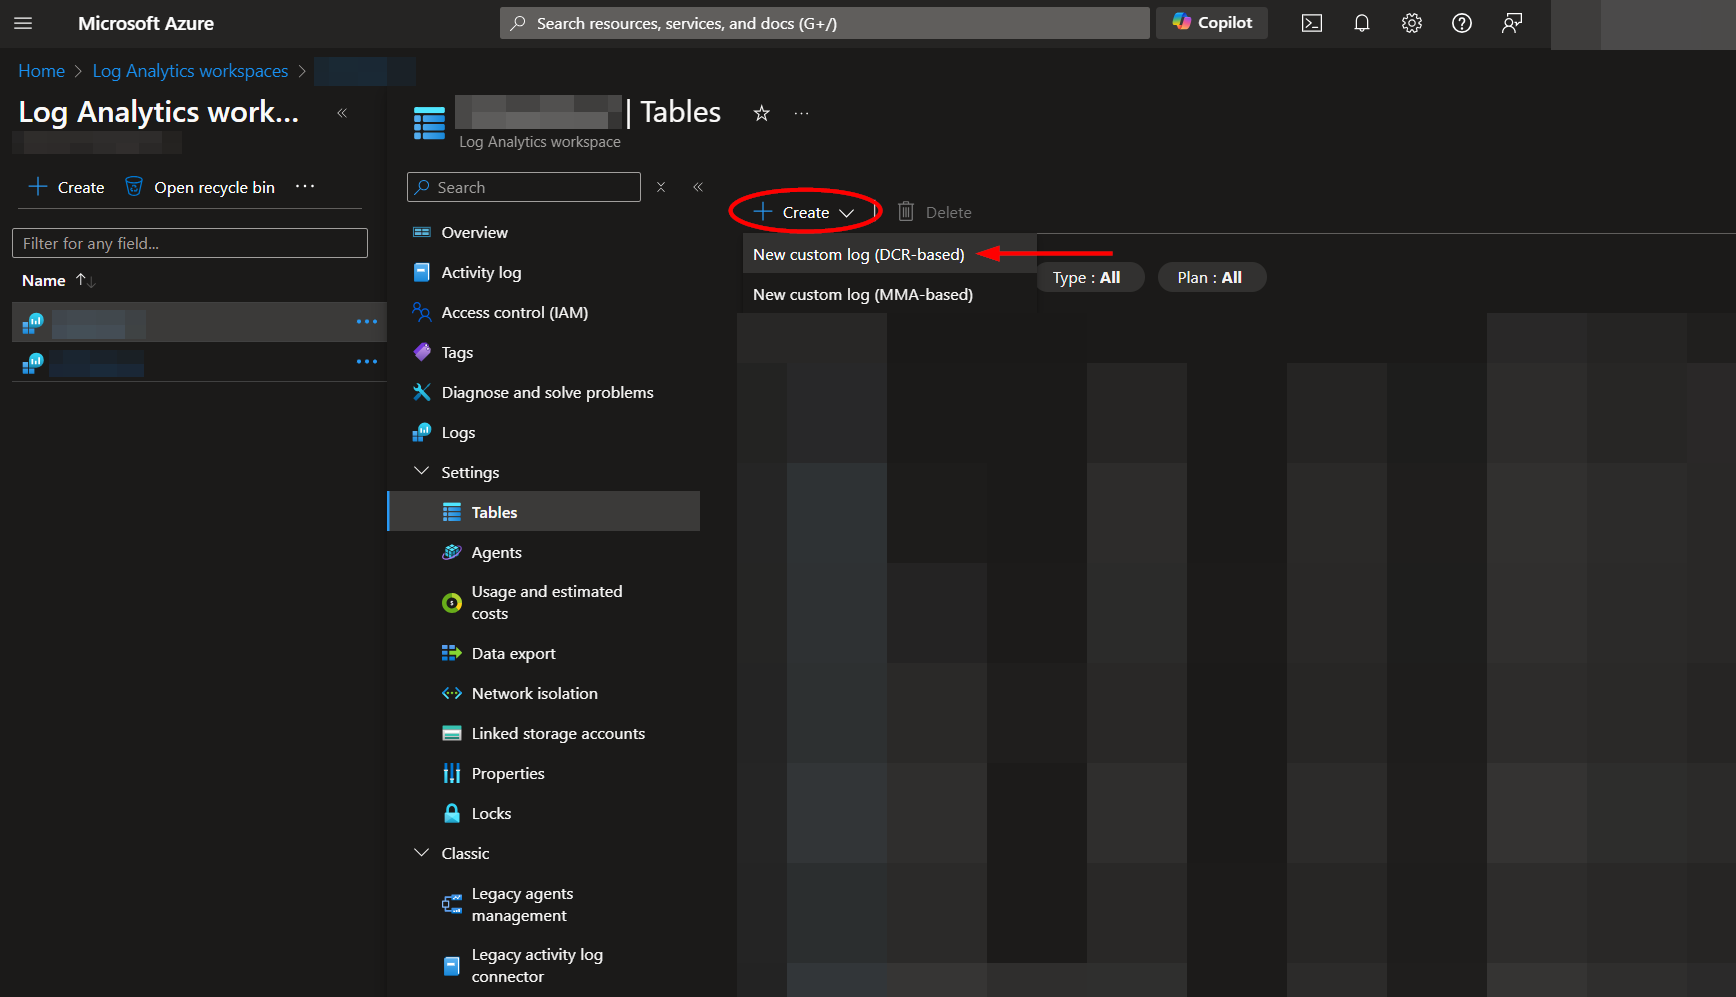 Microsoft Azure
Search resources, services, and docs (G+/)
Copilot
Home > Log Analytics workspaces >
Log Analytics work...
Create
Open recycle bin
Filter for any field...
Name
| Tables
Log Analytics workspace
Search
Overview
Activity log
Access control (IAM)
Tags
Diagnose and solve problems
Logs
Settings
Tables
Agents
Usage and estimated
costs
Data export
Network isolation
Linked storage accounts
Properties
Locks
Classic
Legacy agents
management
Legacy activity log
connector
Create
Delete
New custom log (DCR-based)
New custom log (MMA-based)
Type : All
Plan : All